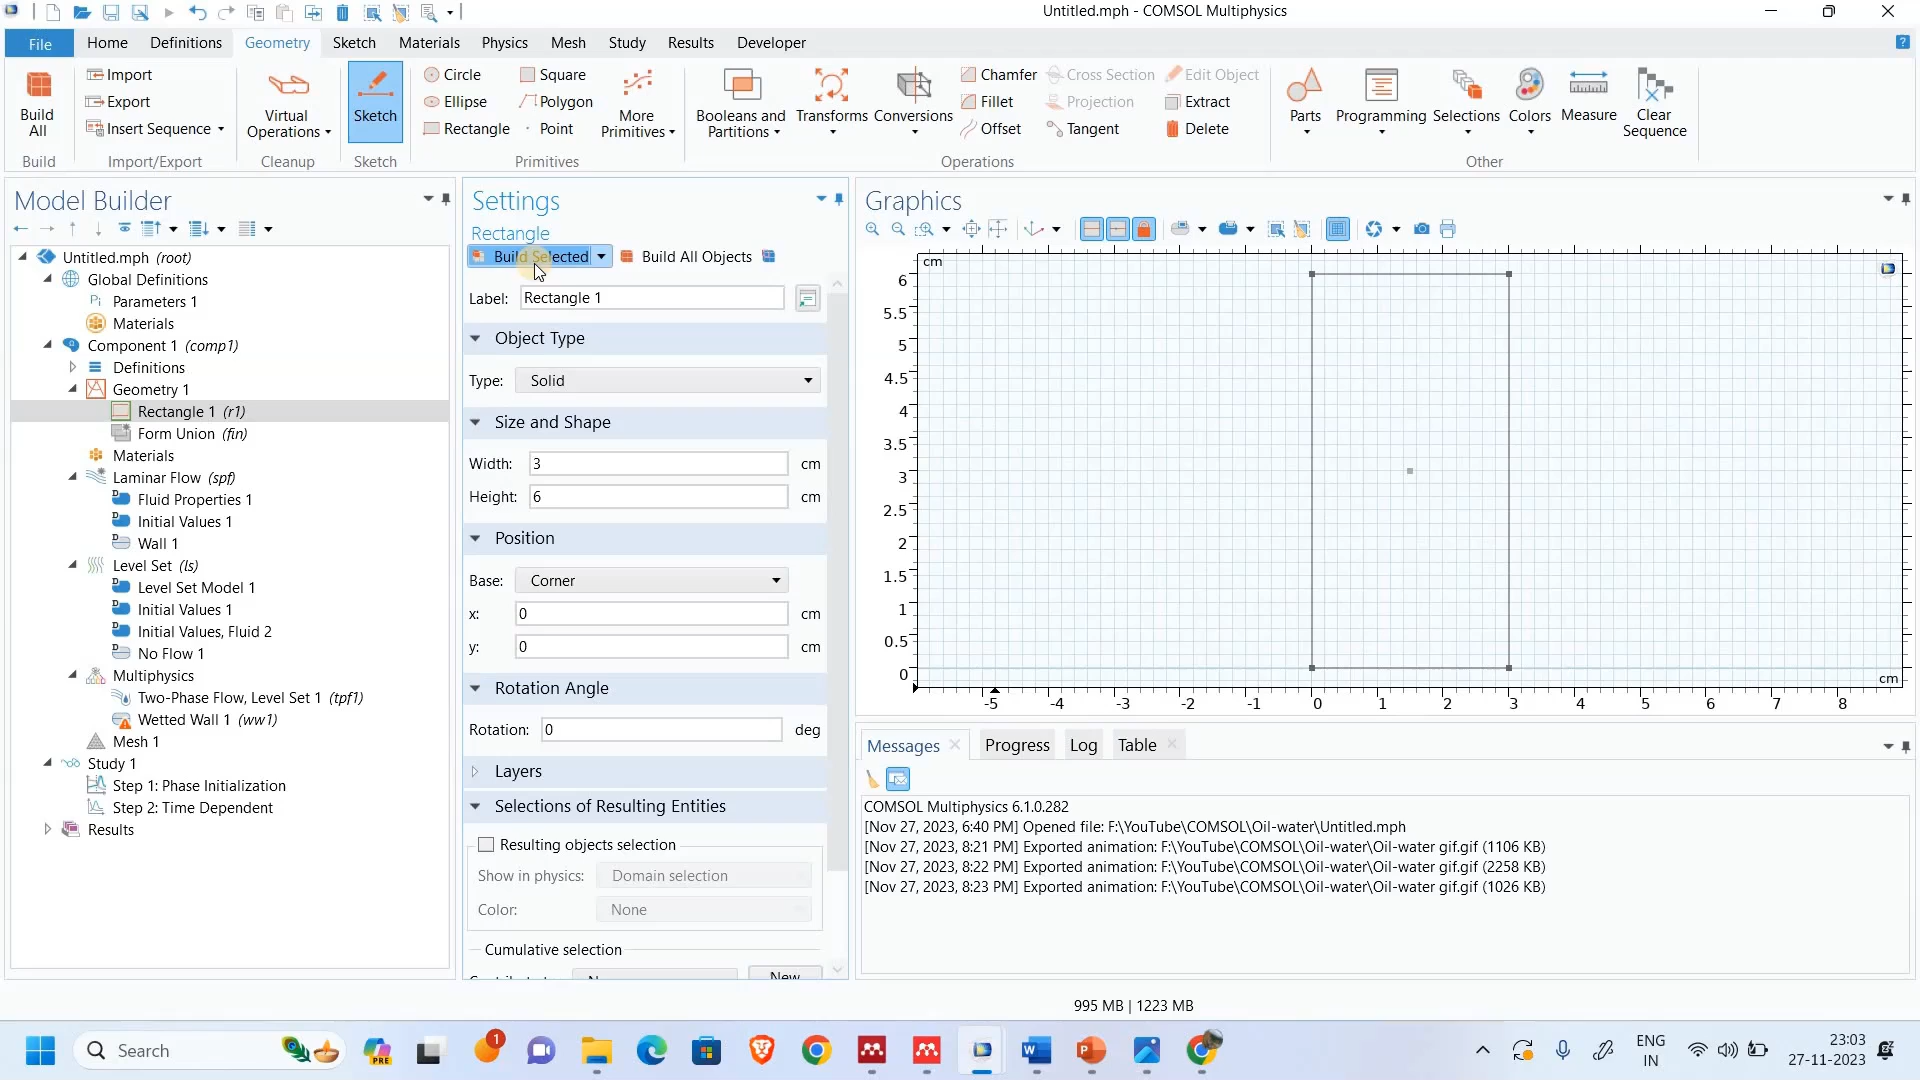 Untitled.mph - COMSOL Multiphysics
File Home Definitions Geometry Sketch Materials Physics Mesh Study Results Developer
Build All
Build
Import
Export
Insert Sequence
Import/Export
Virtual Operations
Cleanup
Sketch
Sketch
Circle
Ellipse
Rectangle
Square
Polygon
Point
More Primitives
Primitives
Booleans and Partitions
Transforms
Conversions
Chamfer
Fillet
Offset
Cross Section
Projection
Tangent
Edit Object
Extract
Delete
Operations
Parts
Programming
Selections
Colors
Measure
Clear Sequence
Other
Model Builder
Untitled.mph (root)
Global Definitions
Pi Parameters 1
Materials
Component 1 (comp1)
Definitions
Geometry 1
Rectangle 1 (r1)
Form Union (fin)
Materials
Laminar Flow (spf)
Fluid Properties 1
Initial Values 1
Wall 1
Level Set (ls)
Level Set Model 1
Initial Values 1
Initial Values, Fluid 2
No Flow 1
Multiphysics
Two-Phase Flow, Level Set 1 (tpf1)
Wetted Wall 1 (ww1)
Mesh 1
Study 1
Step 1: Phase Initialization
Step 2: Time Dependent
Results
Settings
Rectangle
Build Selected Build All Objects
Label: Rectangle 1
Object Type
Type: Solid
Size and Shape
Width: 3 cm
Height: 6 cm
Position
Base: Corner
x: 0 cm
y: 0 cm
Rotation Angle
Rotation: 0 deg
Layers
Selections of Resulting Entities
Resulting objects selection
Show in physics: Domain selection
Color: None
Cumulative selection
New
Graphics
cm
6
5.5
5
4.5
4
3.5
3
2.5
2
1.5
1
0.5
0
cm
-5 -4 -3 -2 -1 0 1 2 3 4 5 6 7 8
Messages Progress Log Table
COMSOL Multiphysics 6.1.0.282
[Nov 27, 2023, 6:40 PM] Opened file: F:\YouTube\COMSOL\Oil-water\Untitled.mph
[Nov 27, 2023, 8:21 PM] Exported animation: F:\YouTube\COMSOL\Oil-water\Oil-water gif.gif (1106 KB)
[Nov 27, 2023, 8:22 PM] Exported animation: F:\YouTube\COMSOL\Oil-water\Oil-water gif.gif (2258 KB)
[Nov 27, 2023, 8:23 PM] Exported animation: F:\YouTube\COMSOL\Oil-water\Oil-water gif.gif (1026 KB)
995 MB | 1223 MB
Search
PRE
1
ENG
IN
23:03
27-11-2023